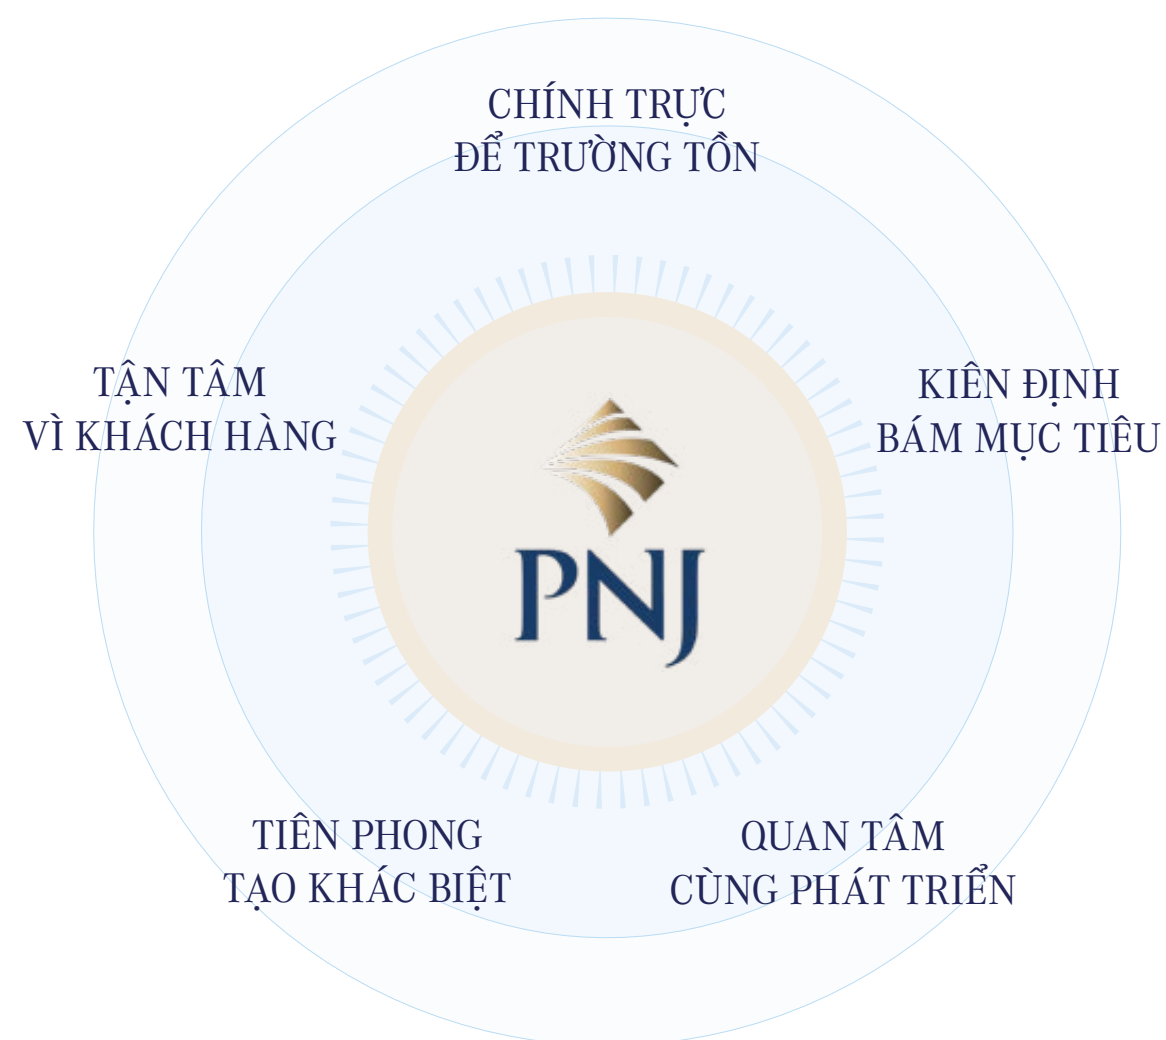 CHÍNH TRỰC
ĐỂ TRƯỜNG TỒN
TẬN TÂM
VÌ KHÁCH HÀNG
KIÊN ĐỊNH
BÁM MỤC TIÊU
PNJ
TIÊN PHONG
TẠO KHÁC BIỆT
QUAN TÂM
CÙNG PHÁT TRIỂN